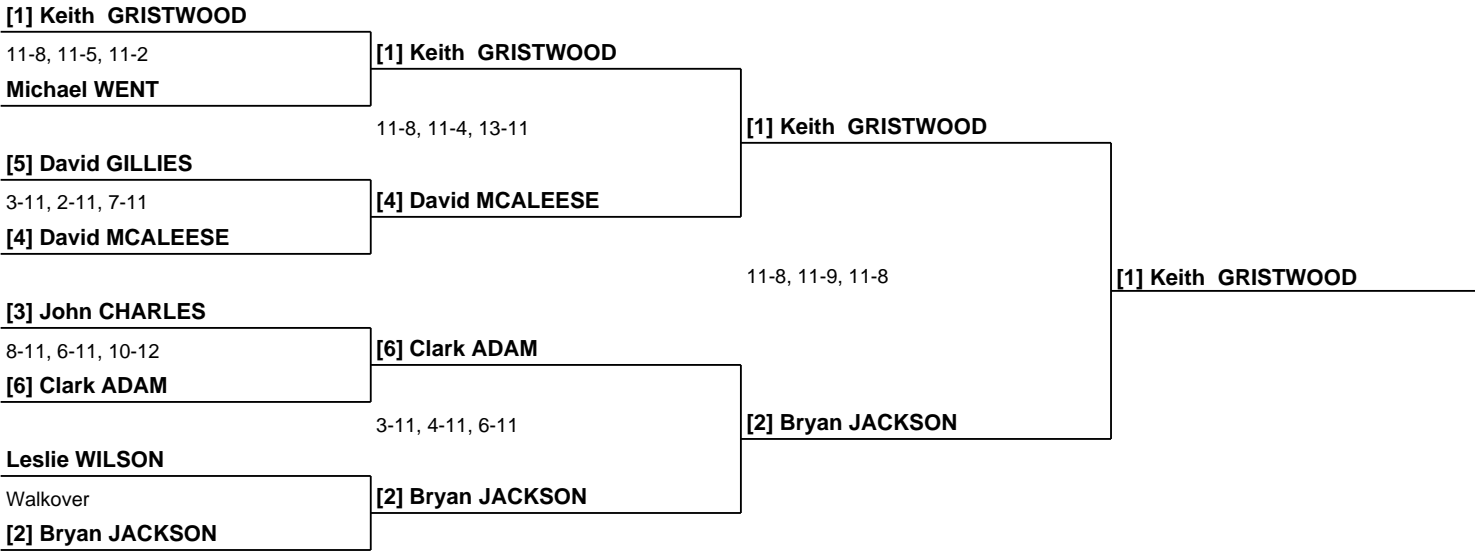 [1] Keith  GRISTWOOD
11-8, 11-5, 11-2
[1] Keith  GRISTWOOD
Michael WENT
11-8, 11-4, 13-11
[1] Keith  GRISTWOOD
[5] David GILLIES
3-11, 2-11, 7-11
[4] David MCALEESE
[4] David MCALEESE
11-8, 11-9, 11-8
[1] Keith  GRISTWOOD
[3] John CHARLES
8-11, 6-11, 10-12
[6] Clark ADAM
[6] Clark ADAM
3-11, 4-11, 6-11
[2] Bryan JACKSON
Leslie WILSON
Walkover
[2] Bryan JACKSON
[2] Bryan JACKSON